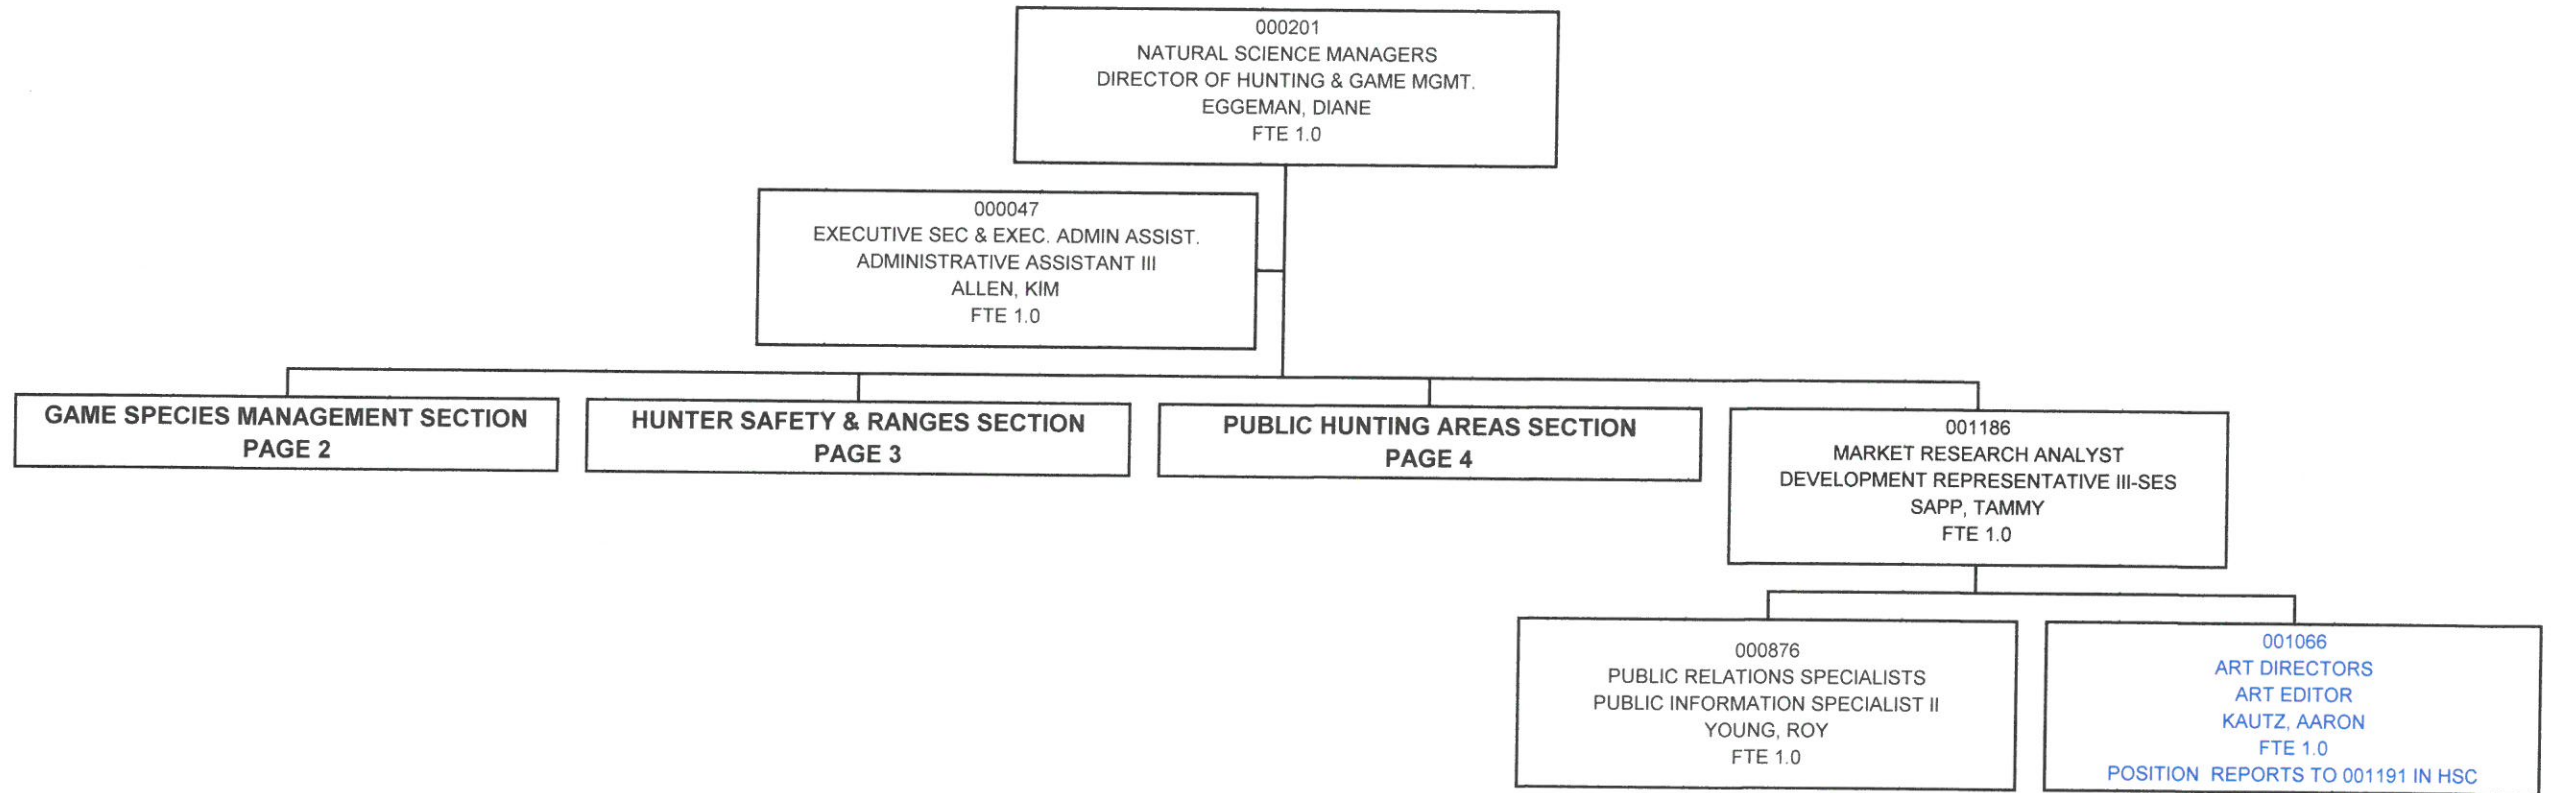 000201
NATURAL SCIENCE MANAGERS
DIRECTOR OF HUNTING & GAME MGMT.
EGGEMAN, DIANE
FTE 1.0
000047
EXECUTIVE SEC & EXEC. ADMIN ASSIST.
ADMINISTRATIVE ASSISTANT III
ALLEN, KIM
FTE 1.0
GAME SPECIES MANAGEMENT SECTION
PAGE 2
HUNTER SAFETY & RANGES SECTION
PAGE 3
PUBLIC HUNTING AREAS SECTION
PAGE 4
001186
MARKET RESEARCH ANALYST
DEVELOPMENT REPRESENTATIVE III-SES
SAPP, TAMMY
FTE 1.0
000876
PUBLIC RELATIONS SPECIALISTS
PUBLIC INFORMATION SPECIALIST II
YOUNG, ROY
FTE 1.0
001066
ART DIRECTORS
ART EDITOR
KAUTZ, AARON
FTE 1.0
POSITION REPORTS TO 001191 IN HSC